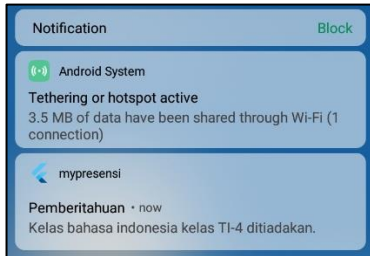 Notification Block
Android System
Tethering or hotspot active
3.5 MB of data have been shared through Wi-Fi (1
connection)
mypresensi
Pemberitahuan • now
Kelas bahasa indonesia kelas TI-4 ditiadakan.